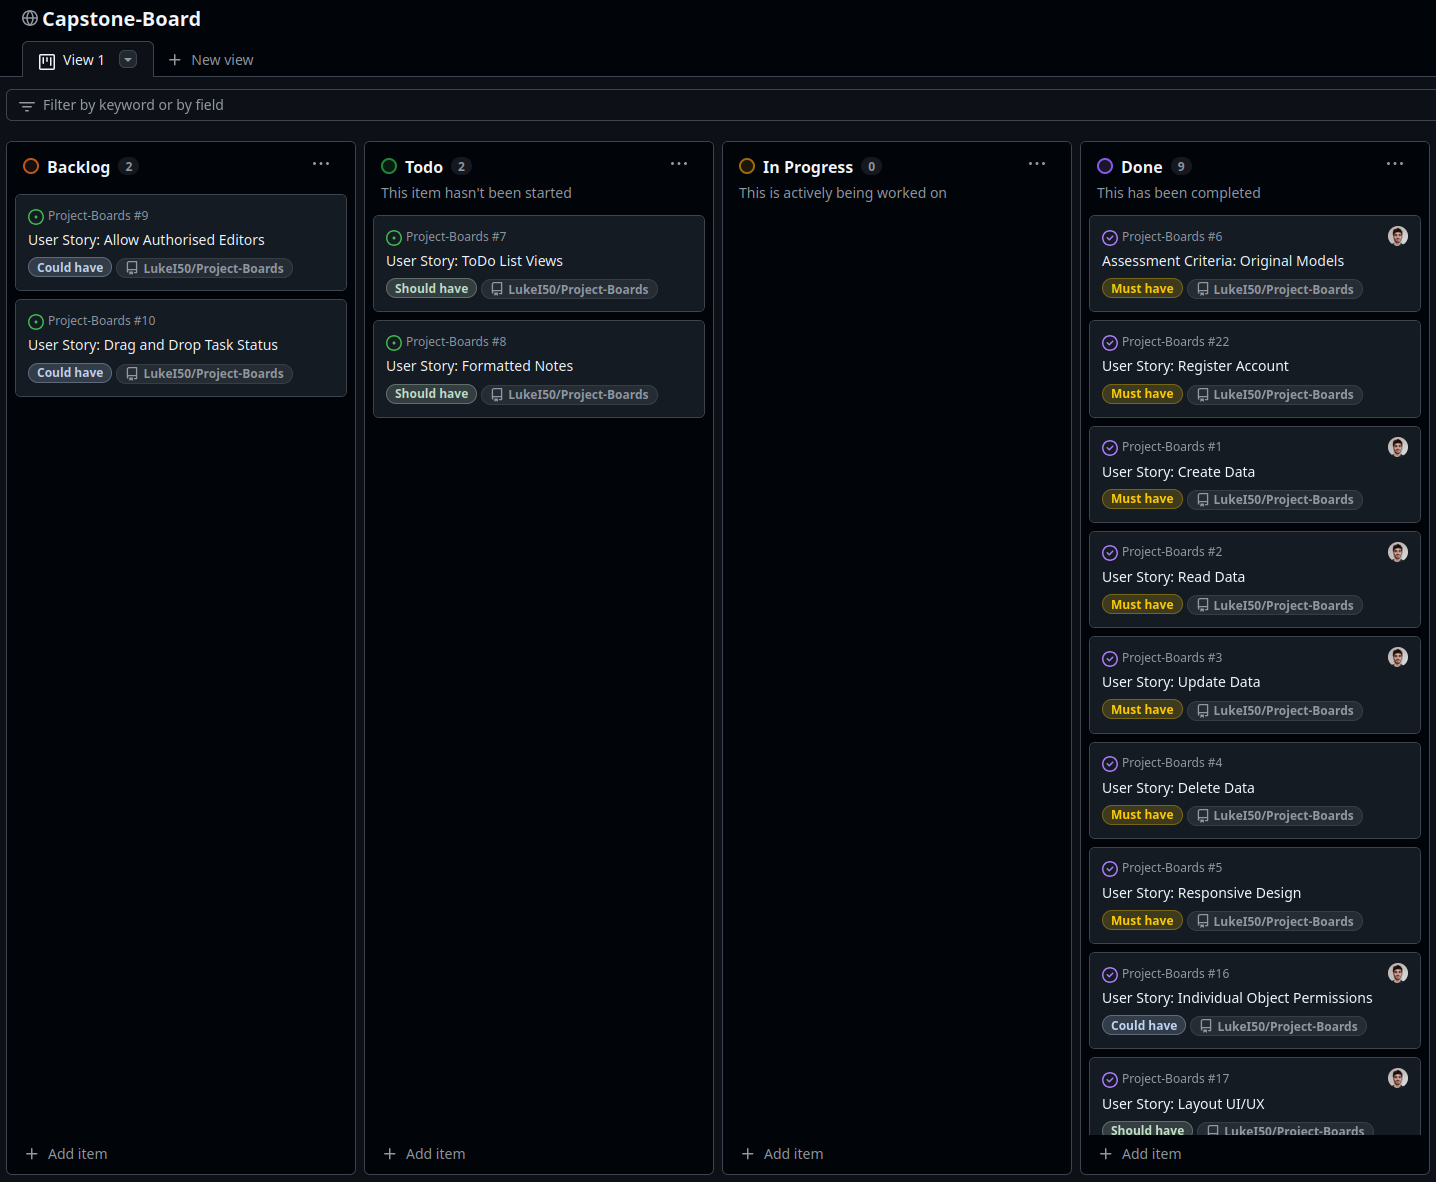 Capstone-Board
View 1
New view
Filter by keyword or by field
Backlog 2
Project-Boards #9
User Story: Allow Authorised Editors
Could have LukeI50/Project-Boards
Project-Boards #10
User Story: Drag and Drop Task Status
Could have LukeI50/Project-Boards
Add item
Todo 2
This item hasn't been started
Project-Boards #7
User Story: ToDo List Views
Should have LukeI50/Project-Boards
Project-Boards #8
User Story: Formatted Notes
Should have LukeI50/Project-Boards
Add item
In Progress 0
This is actively being worked on
Add item
Done 9
This has been completed
Project-Boards #6
Assessment Criteria: Original Models
Must have LukeI50/Project-Boards
Project-Boards #22
User Story: Register Account
Must have LukeI50/Project-Boards
Project-Boards #1
User Story: Create Data
Must have LukeI50/Project-Boards
Project-Boards #2
User Story: Read Data
Must have LukeI50/Project-Boards
Project-Boards #3
User Story: Update Data
Must have LukeI50/Project-Boards
Project-Boards #4
User Story: Delete Data
Must have LukeI50/Project-Boards
Project-Boards #5
User Story: Responsive Design
Must have LukeI50/Project-Boards
Project-Boards #16
User Story: Individual Object Permissions
Could have LukeI50/Project-Boards
Project-Boards #17
User Story: Layout UI/UX
Should have LukeI50/Project-Boards
Add item